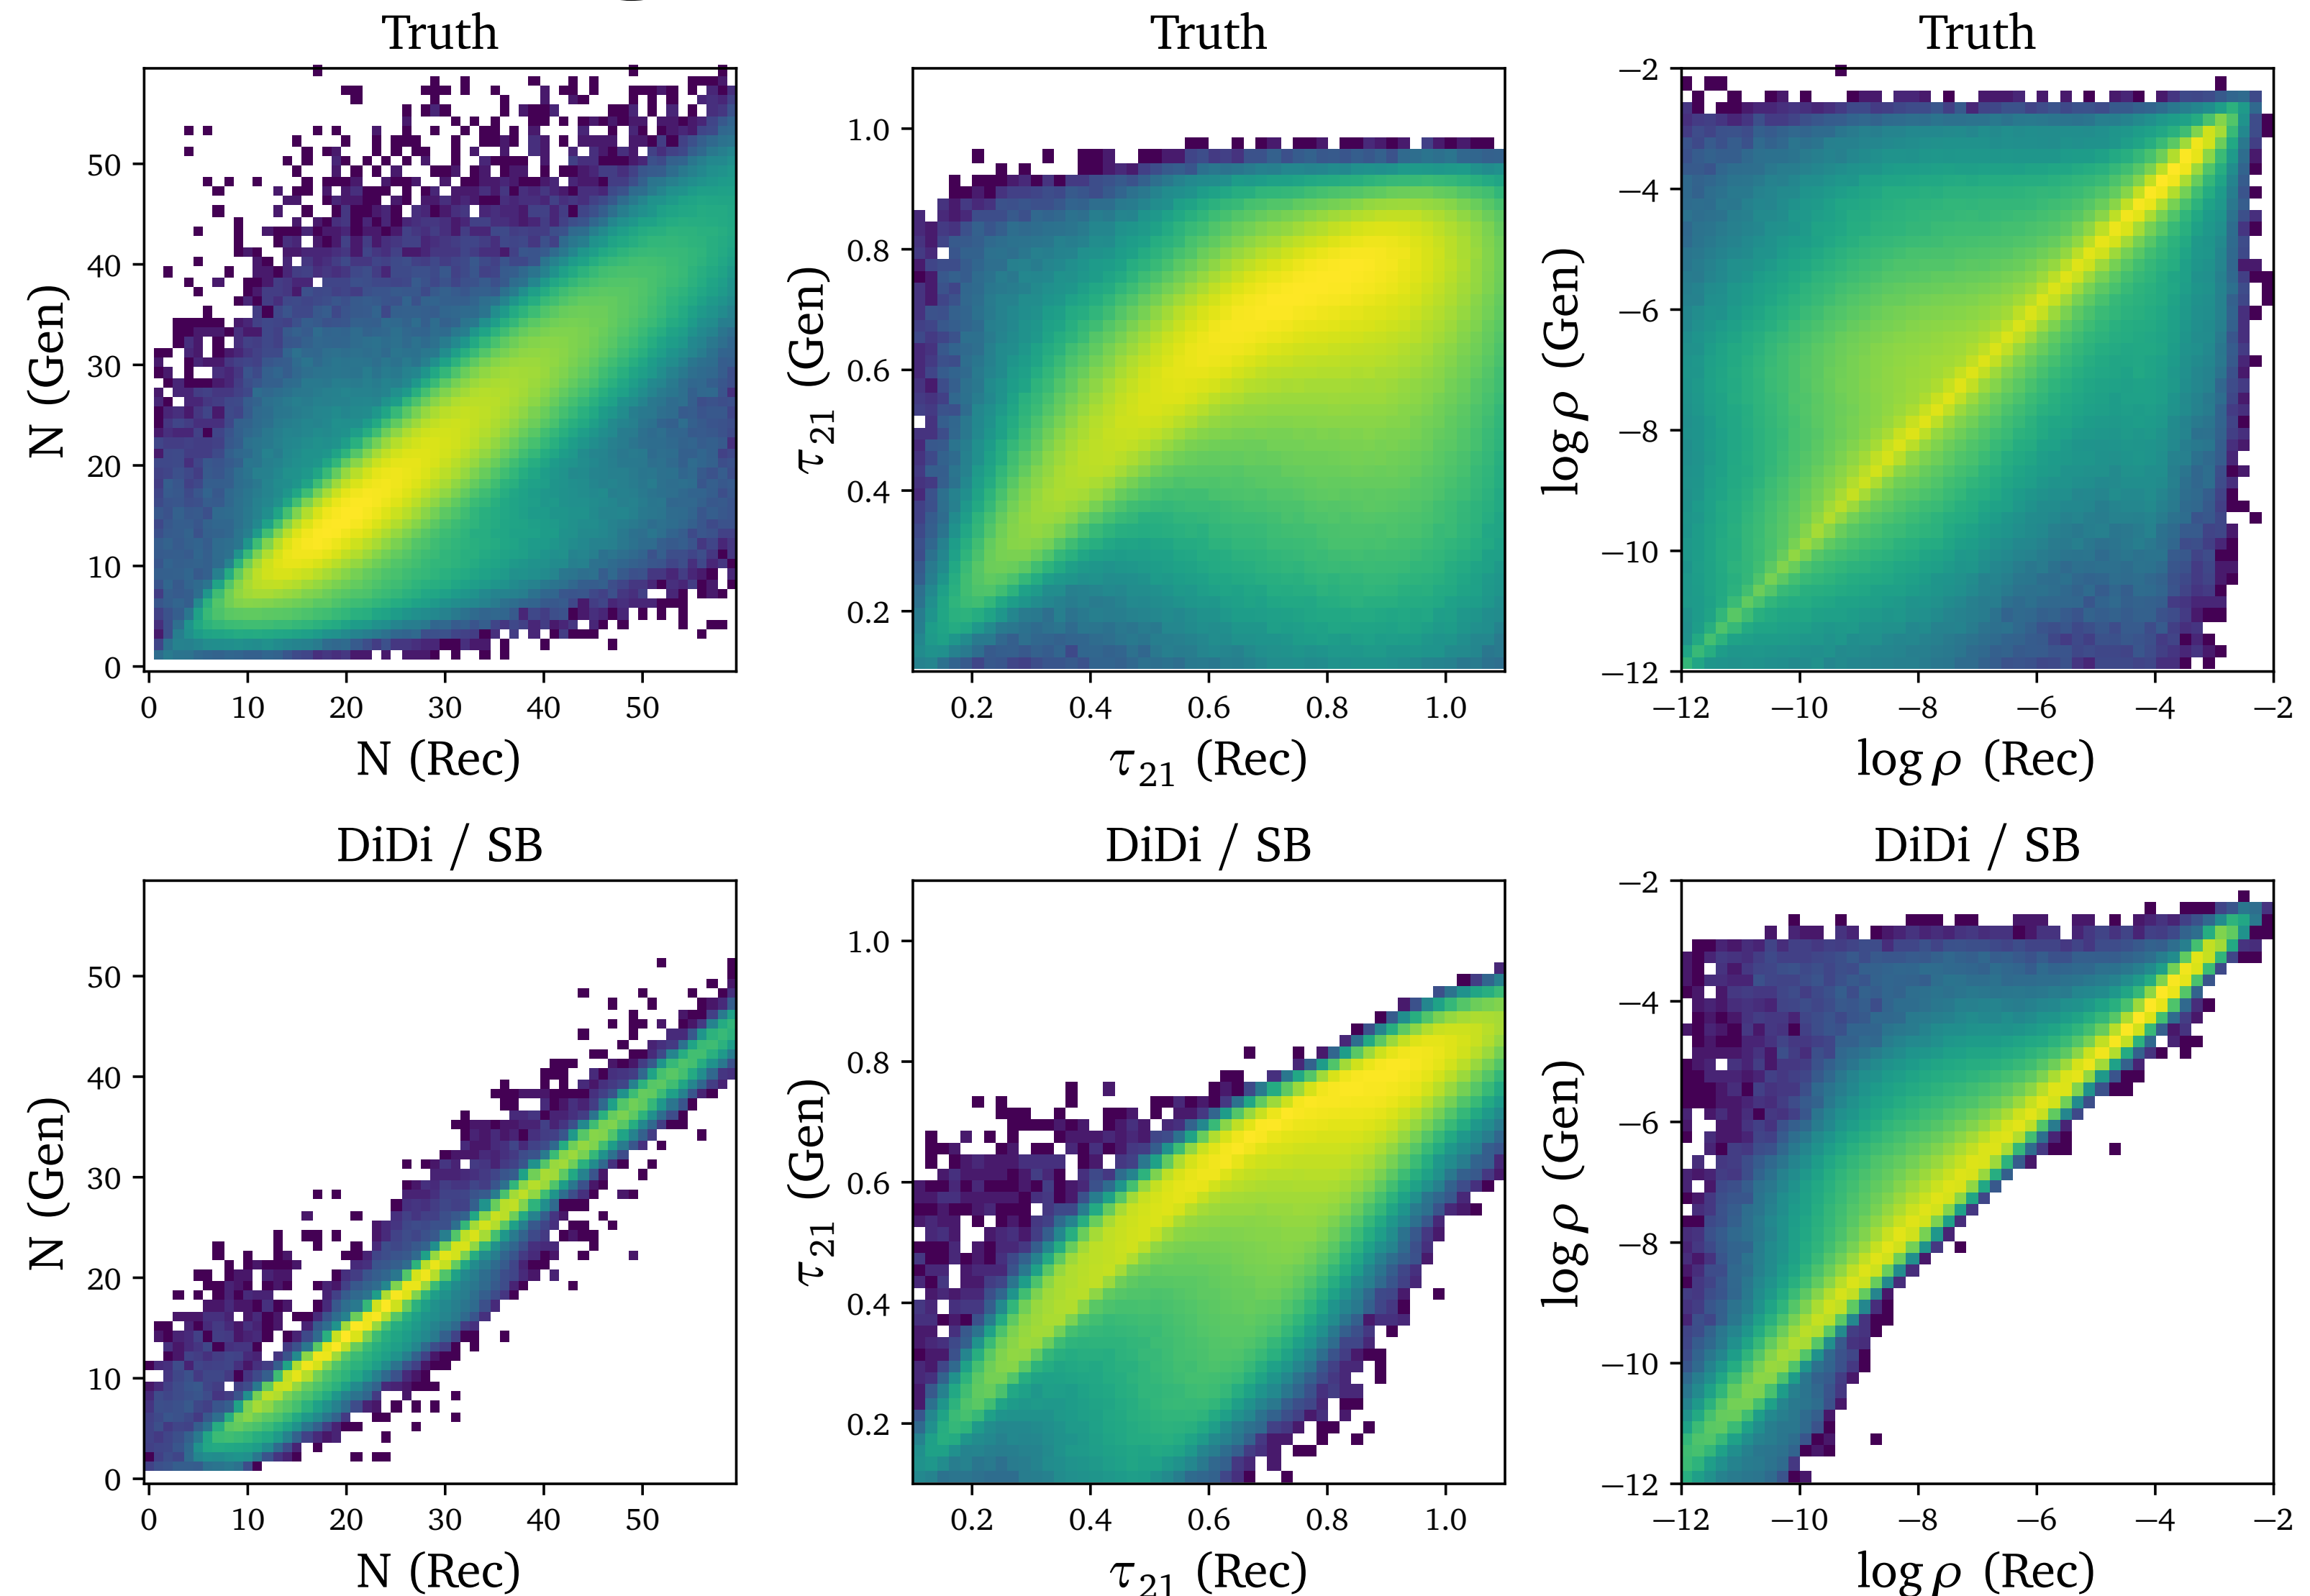 Truth
Truth
Truth
N (Gen)
50
40
30
20
10
0
0 10 20 30 40 50
N (Rec)
τ21 (Gen)
1.0
0.8
0.6
0.4
0.2
0.2 0.4 0.6 0.8 1.0
τ21 (Rec)
log ρ (Gen)
−2
−4
−6
−8
−10
−12
−12 −10 −8 −6 −4 −2
log ρ (Rec)
DiDi / SB
DiDi / SB
DiDi / SB
N (Gen)
50
40
30
20
10
0
0 10 20 30 40 50
N (Rec)
τ21 (Gen)
1.0
0.8
0.6
0.4
0.2
0.2 0.4 0.6 0.8 1.0
τ21 (Rec)
log ρ (Gen)
−2
−4
−6
−8
−10
−12
−12 −10 −8 −6 −4 −2
log ρ (Rec)